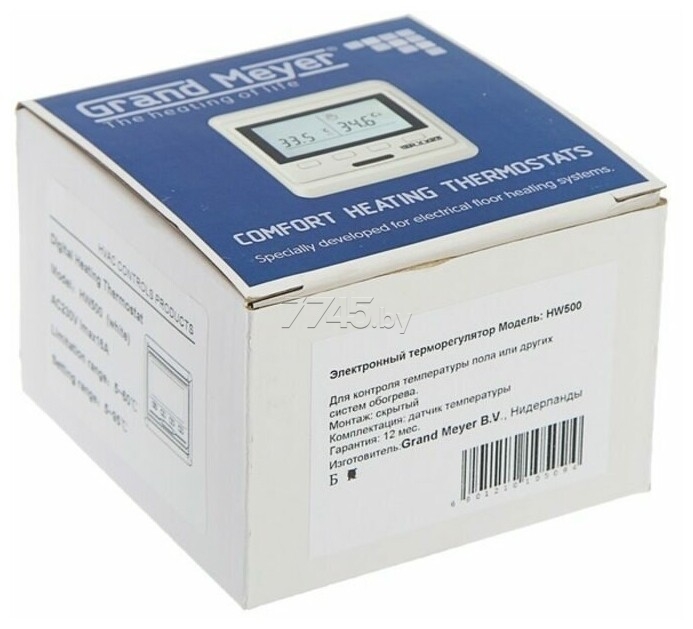 Grand Meyer®
The heating of life
33.5 c
34.6 c
COMFORT HEATING THERMOSTATS
Specially developed for electrical floor heating systems.
HVAC CONTROLS PRODUCTS
Digital Heating Thermostat
Model: HW500 (white)
AC230V Imax16A
Limitation range: 5-60℃
Setting range: 5-95℃
7745.by
Электронный терморегулятор Модель: HW500
Для контроля температуры пола или других
систем обогрева.
Монтаж: скрытый
Комплектация: датчик температуры
Гарантия: 12 мес.
Изготовитель:Grand Meyer B.V., Нидерланды
Б